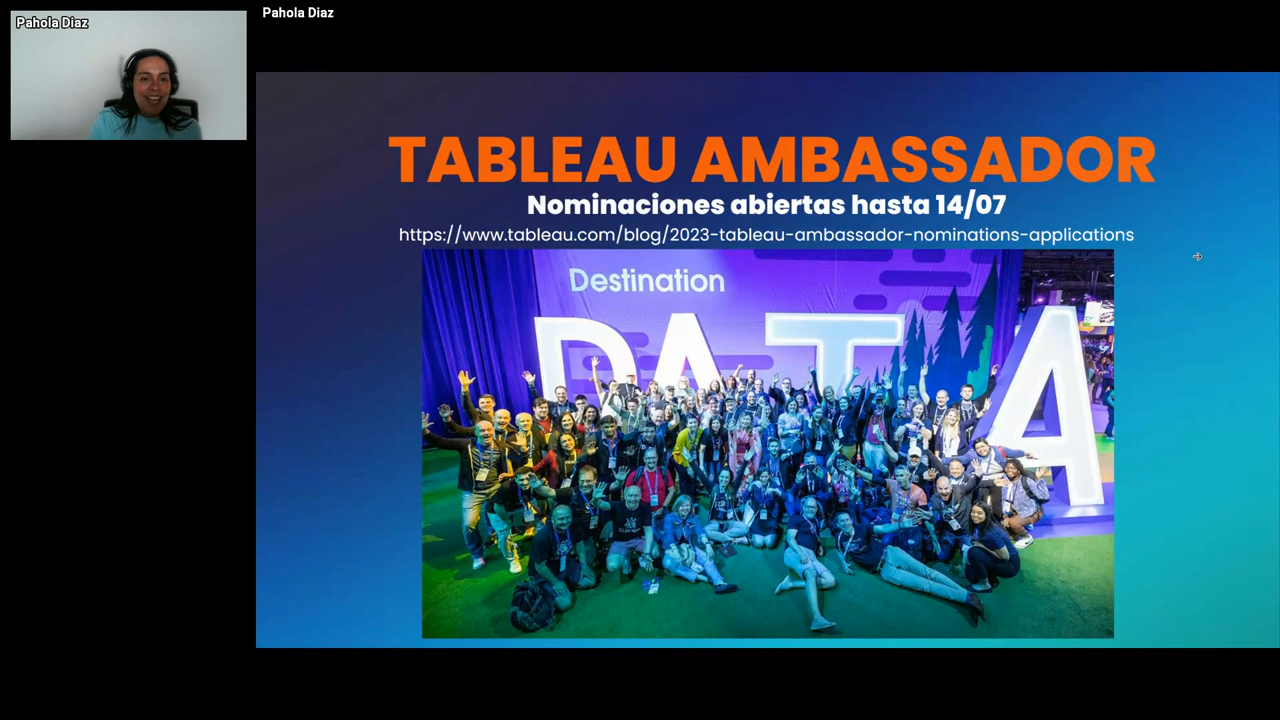 Pahola Diaz
Pahola Diaz
TABLEAU AMBASSADOR
Nominaciones abiertas hasta 14/07
https://www.tableau.com/blog/2023-tableau-ambassador-nominations-applications
Destination
DATA